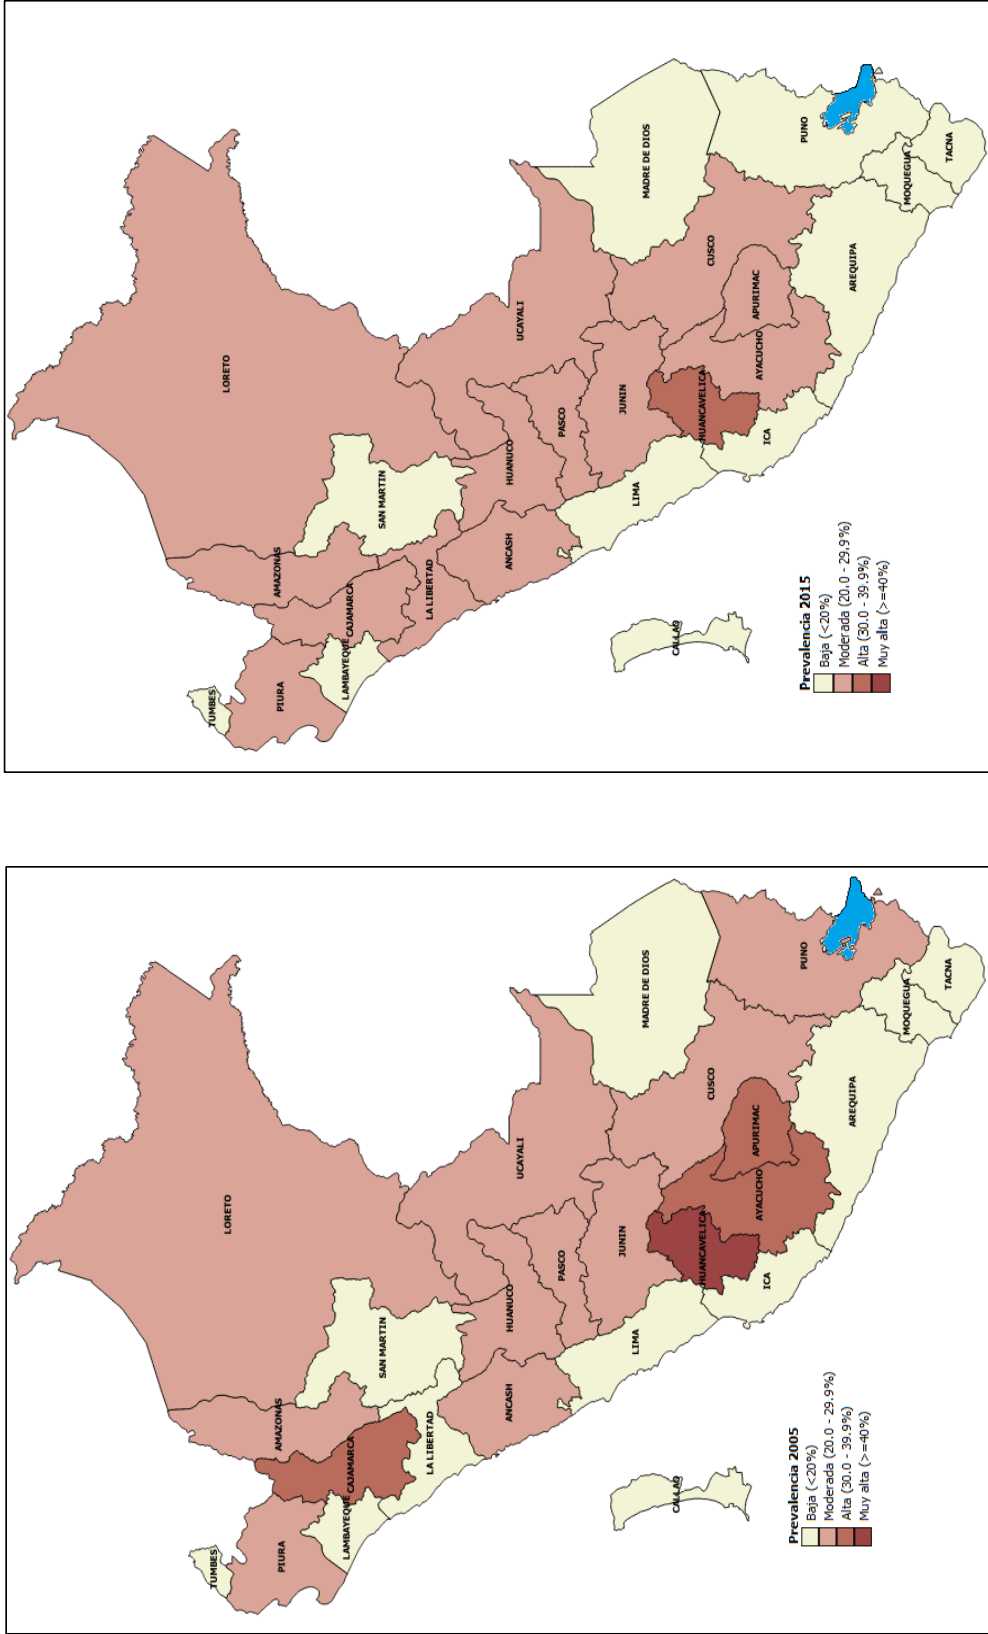 TUMBES
LORETO
PIURA
AMAZONAS
LAMBAYEQUE
CAJAMARCA
SAN MARTIN
LA LIBERTAD
ANCASH
HUANUCO
UCAYALI
PASCO
JUNIN
LIMA
MADRE DE DIOS
CALLAO
HUANCAVELICA
CUSCO
APURIMAC
AYACUCHO
ICA
PUNO
AREQUIPA
MOQUEGUA
TACNA
Prevalencia 2005
Baja (<20%)
Moderada (20.0 - 29.9%)
Alta (30.0 - 39.9%)
Muy alta (>=40%)
TUMBES
LORETO
PIURA
AMAZONAS
LAMBAYEQUE
CAJAMARCA
SAN MARTIN
LA LIBERTAD
ANCASH
HUANUCO
UCAYALI
PASCO
JUNIN
LIMA
MADRE DE DIOS
CALLAO
HUANCAVELICA
CUSCO
APURIMAC
AYACUCHO
ICA
PUNO
AREQUIPA
MOQUEGUA
TACNA
Prevalencia 2015
Baja (<20%)
Moderada (20.0 - 29.9%)
Alta (30.0 - 39.9%)
Muy alta (>=40%)